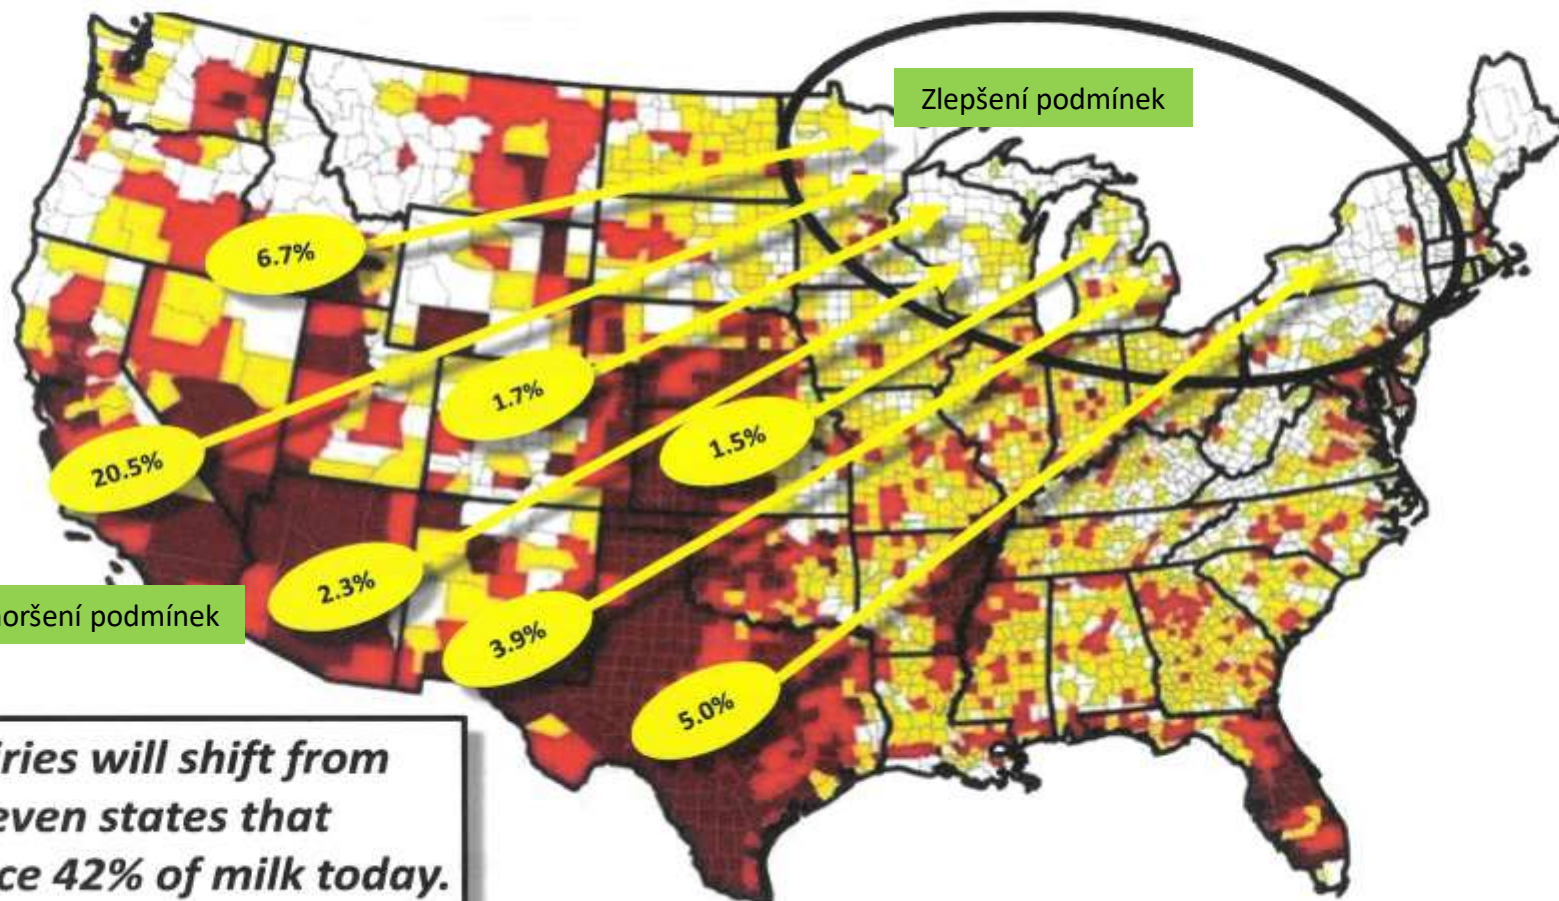 Zlepšení podmínek
6.7%
1.7%
1.5%
20.5%
2.3%
oršení podmínek
3.9%
5.0%
ries will shift from
even states that
ce 42% of milk today.